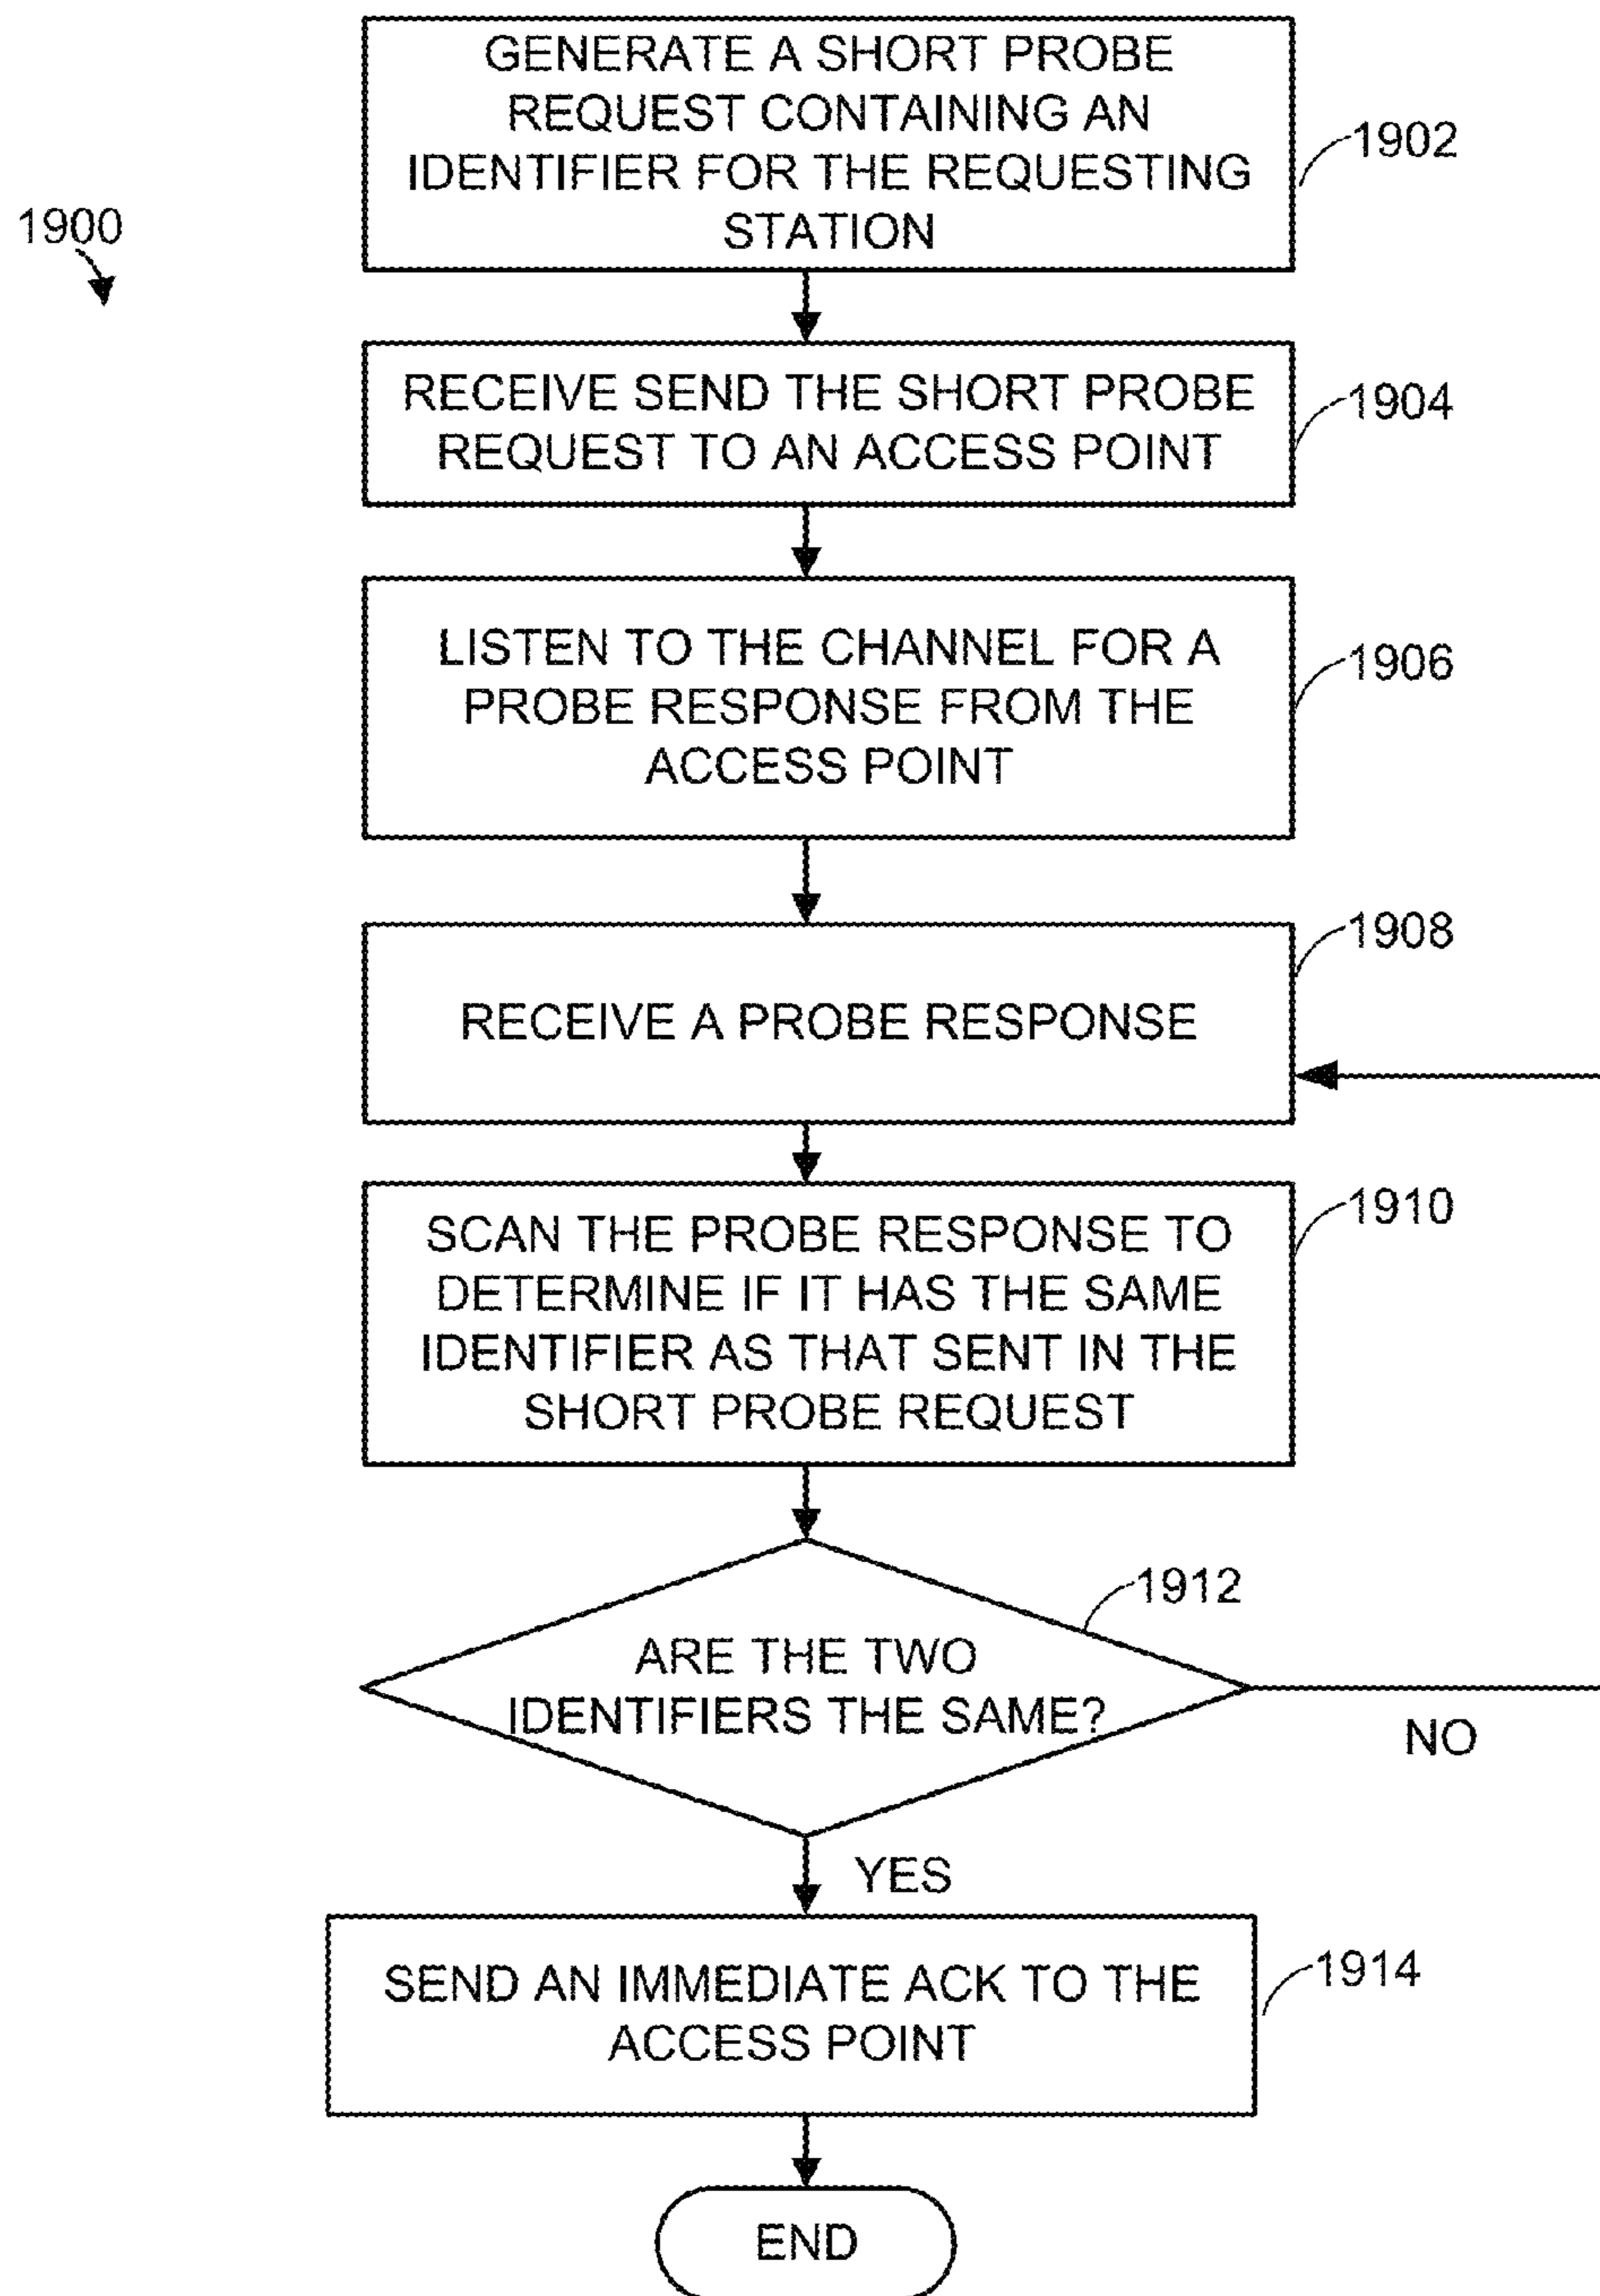 GENERATE A SHORT PROBE
REQUEST CONTAINING AN
IDENTIFIER FOR THE REQUESTING
STATION
1902
1900
RECEIVE SEND THE SHORT PROBE
REQUEST TO AN ACCESS POINT
1904
LISTEN TO THE CHANNEL FOR A
PROBE RESPONSE FROM THE
ACCESS POINT
1906
1908
RECEIVE A PROBE RESPONSE
1910
SCAN THE PROBE RESPONSE TO
DETERMINE IF IT HAS THE SAME
IDENTIFIER AS THAT SENT IN THE
SHORT PROBE REQUEST
1912
ARE THE TWO
IDENTIFIERS THE SAME?
NO
YES
SEND AN IMMEDIATE ACK TO THE
ACCESS POINT
1914
END